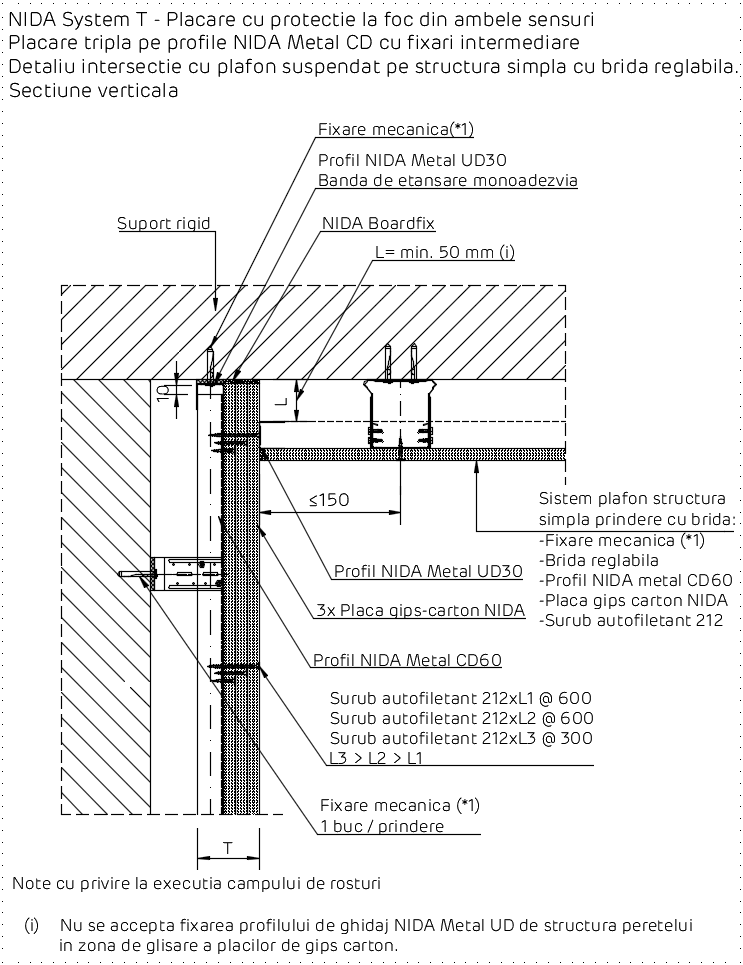 NIDA System T - Placare cu protectie la foc din ambele sensuri
Placare tripla pe profile NIDA Metal CD cu fixari intermediare
Detaliu intersectie cu plafon suspendat pe structura simpla cu brida reglabila.
Sectiune verticala
Fixare mecanica(*1)
Profil NIDA Metal UD30
Banda de etansare monoadezvia
Suport rigid
NIDA Boardfix
L= min. 50 mm (i)
10
L
≤150
Sistem plafon structura
simpla prindere cu brida:
-Fixare mecanica (*1)
-Brida reglabila
-Profil NIDA metal CD60
-Placa gips carton NIDA
-Surub autofiletant 212
Profil NIDA Metal UD30
3x Placa gips-carton NIDA
Profil NIDA Metal CD60
Surub autofiletant 212xL1 @ 600
Surub autofiletant 212xL2 @ 600
Surub autofiletant 212xL3 @ 300
L3 > L2 > L1
Fixare mecanica (*1)
1 buc / prindere
T
Note cu privire la executia campului de rosturi
(i) Nu se accepta fixarea profilului de ghidaj NIDA Metal UD de structura peretelui
in zona de glisare a placilor de gips carton.